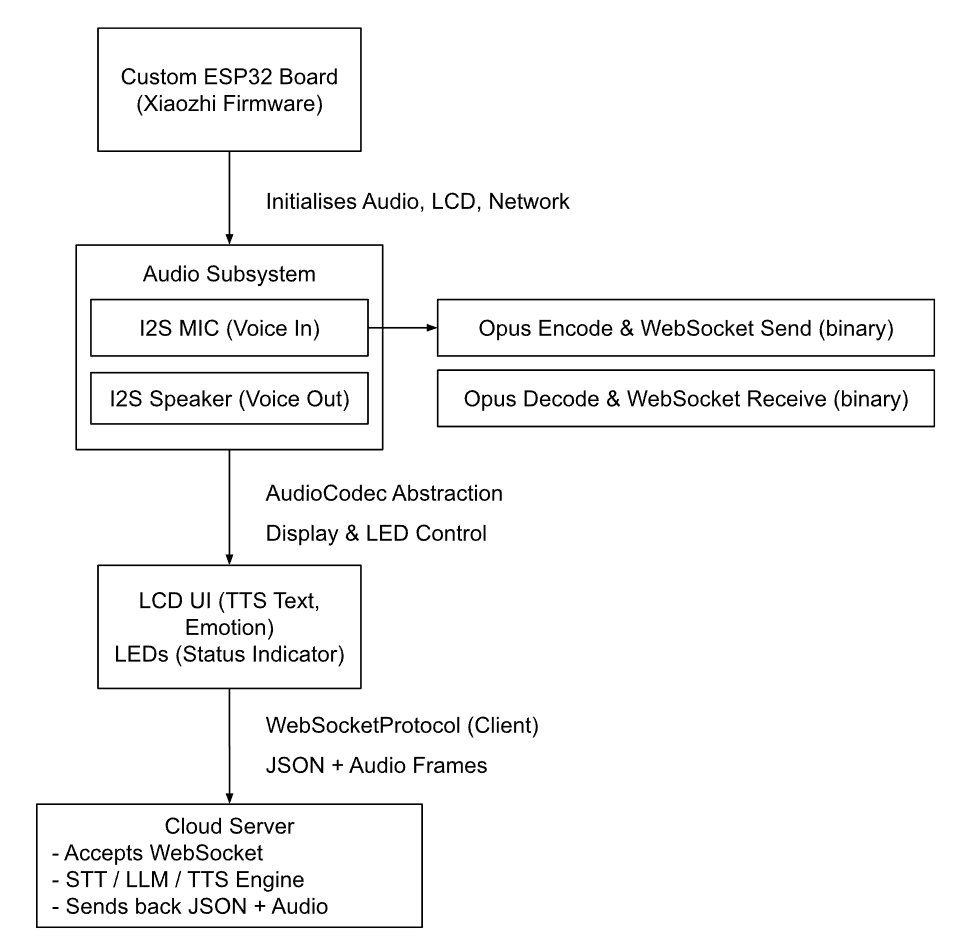 Custom ESP32 Board
(Xiaozhi Firmware)
Initialises Audio, LCD, Network
Audio Subsystem
I2S MIC (Voice In)
Opus Encode & WebSocket Send (binary)
I2S Speaker (Voice Out)
Opus Decode & WebSocket Receive (binary)
AudioCodec Abstraction
Display & LED Control
LCD UI (TTS Text,
Emotion)
LEDs (Status Indicator)
WebSocketProtocol (Client)
JSON + Audio Frames
Cloud Server
- Accepts WebSocket
- STT / LLM / TTS Engine
- Sends back JSON + Audio